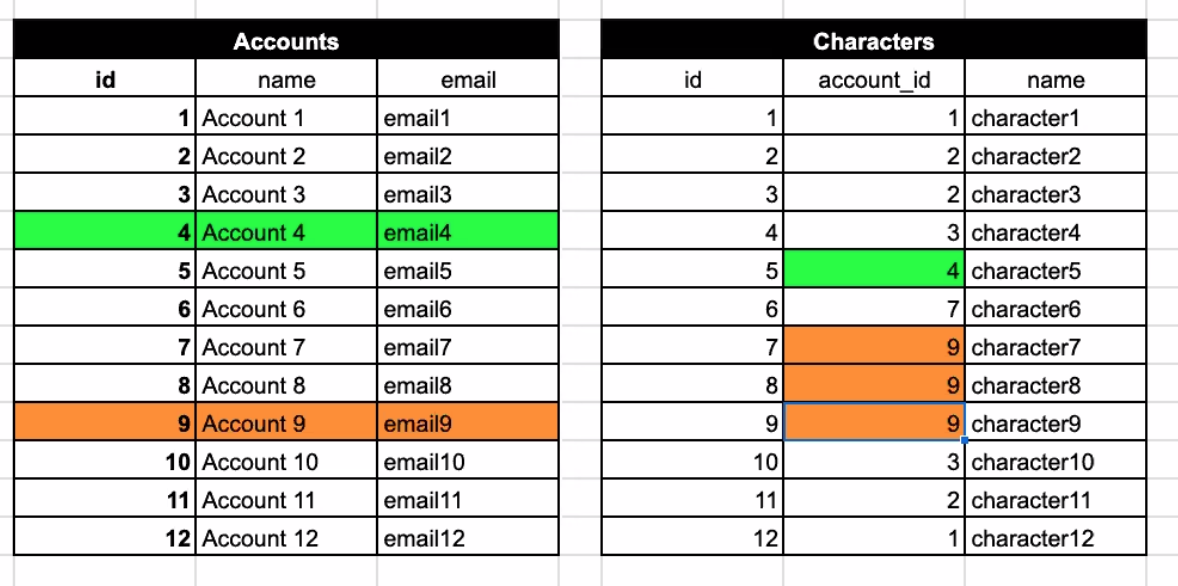 Accounts
id name email
1 Account 1 email1
2 Account 2 email2
3 Account 3 email3
4 Account 4 email4
5 Account 5 email5
6 Account 6 email6
7 Account 7 email7
8 Account 8 email8
9 Account 9 email9
10 Account 10 email10
11 Account 11 email11
12 Account 12 email12
Characters
id account_id name
1 1 character1
2 2 character2
3 2 character3
4 3 character4
5 4 character5
6 7 character6
7 9 character7
8 9 character8
9 9 character9
10 3 character10
11 2 character11
12 1 character12